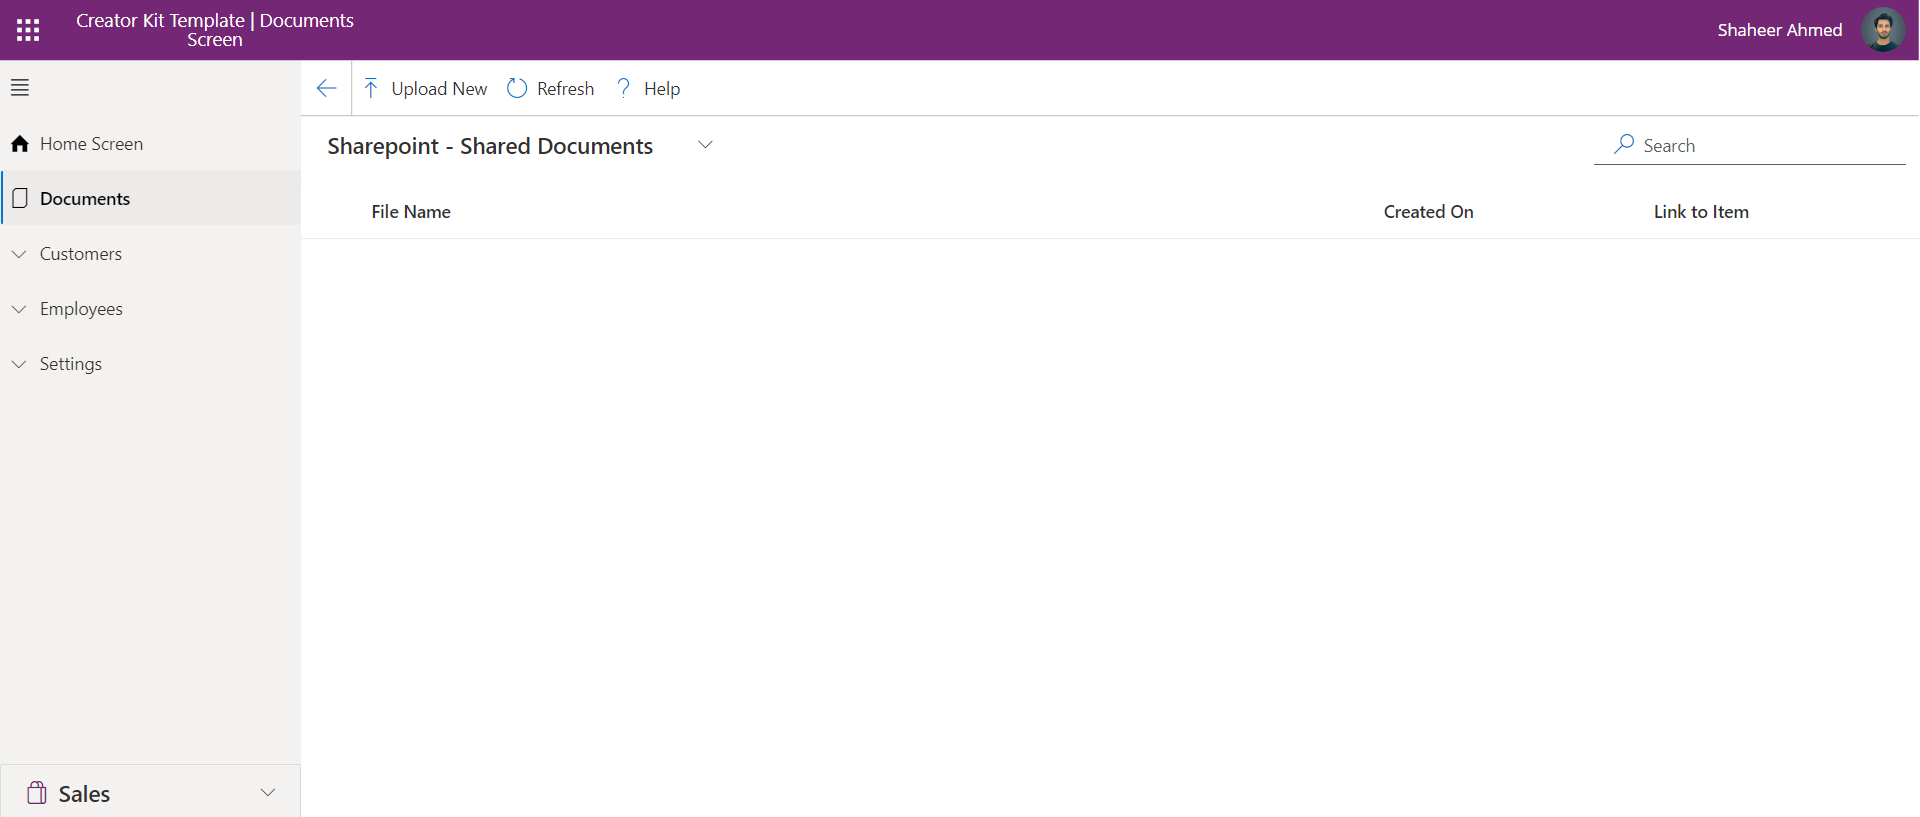 Creator Kit Template | Documents
Screen
Shaheer Ahmed
Upload New
Refresh
Help
Home Screen
Documents
Customers
Employees
Settings
Sharepoint - Shared Documents
Search
File Name
Created On
Link to Item
Sales